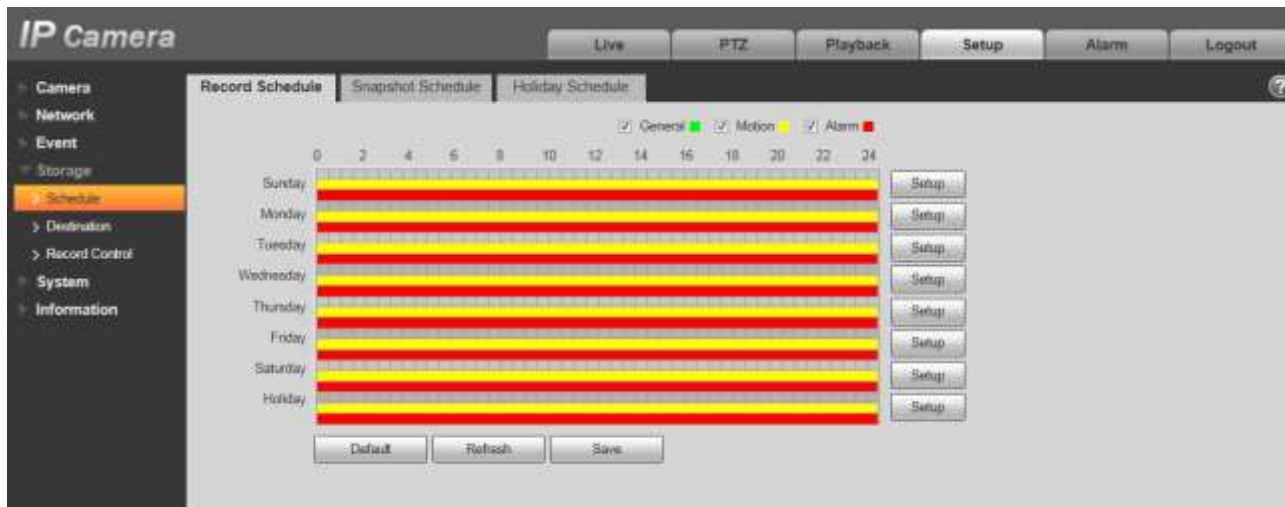 IP Camera
Live PTZ Playback Setup Alarm Logout
Camera
Network
Event
Storage
Schedule
Destination
Record Control
System
Information
Record Schedule Snapshot Schedule Holiday Schedule
?
General Motion Alarm
0 2 4 6 8 10 12 14 16 18 20 22 24
Sunday Setup
Monday Setup
Tuesday Setup
Wednesday Setup
Thursday Setup
Friday Setup
Saturday Setup
Holiday Setup
Default Refresh Save